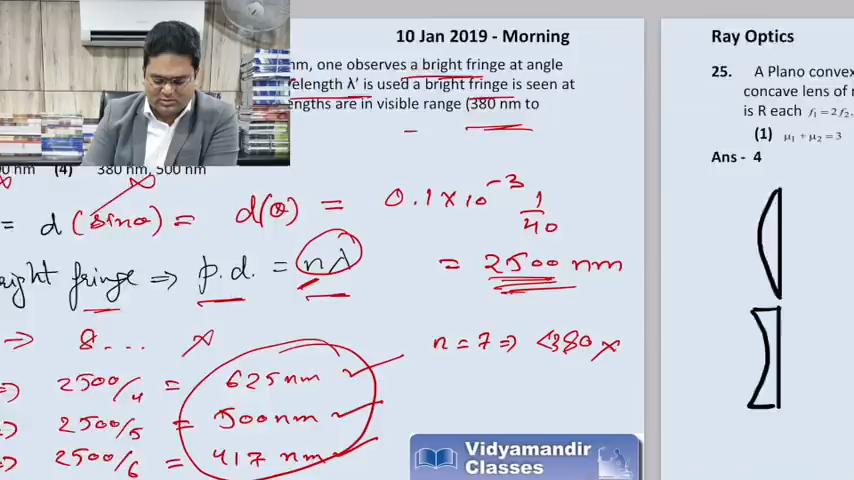 10 Jan 2019 - Morning
nm, one observes a bright fringe at angle
elength λ′ is used a bright fringe is seen at
engths are in visible range (380 nm to
0 nm (4) 380 nm, 500 nm
= d (sinθ) = d(θ) = 0.1 × 10⁻³ 1/40
= 2500 nm
right fringe ⇒ p.d. = nλ
→ 8... ×
n = 7 ⇒ <380 ×
⇒ 2500/4 = 625 nm
⇒ 2500/5 = 500 nm
⇒ 2500/6 = 417 nm
Vidyamandir
Classes
Ray Optics
25. A Plano convex
concave lens of r
is R each f₁ = 2f₂.
(1) μ₁ + μ₂ = 3
Ans - 4